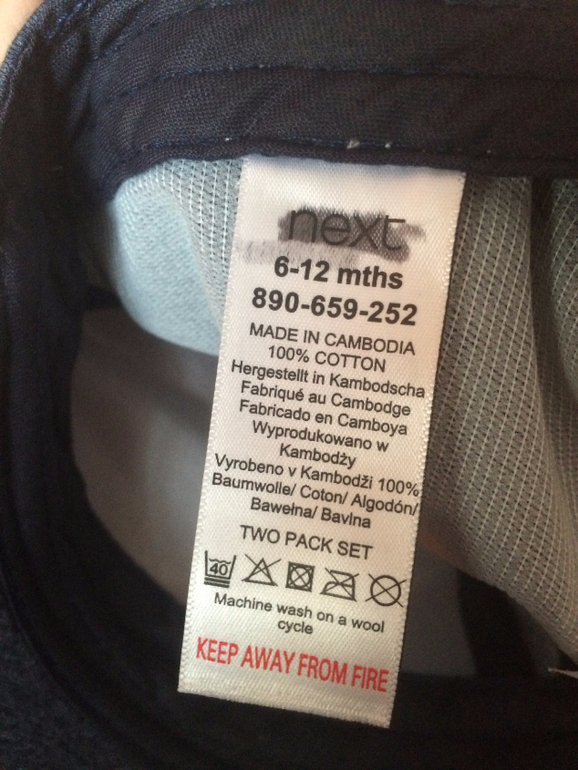 next
6-12 mths
890-659-252
MADE IN CAMBODIA
100% COTTON
Hergestellt in Kambodscha
Fabriqué au Cambodge
Fabricado en Camboya
Wyprodukowano w
Kambodży
Vyrobeno v Kambodži 100%
Baumwolle/ Coton/ Algodón/
Bawełna/ Bavlna
TWO PACK SET
40
Machine wash on a wool
cycle
KEEP AWAY FROM FIRE